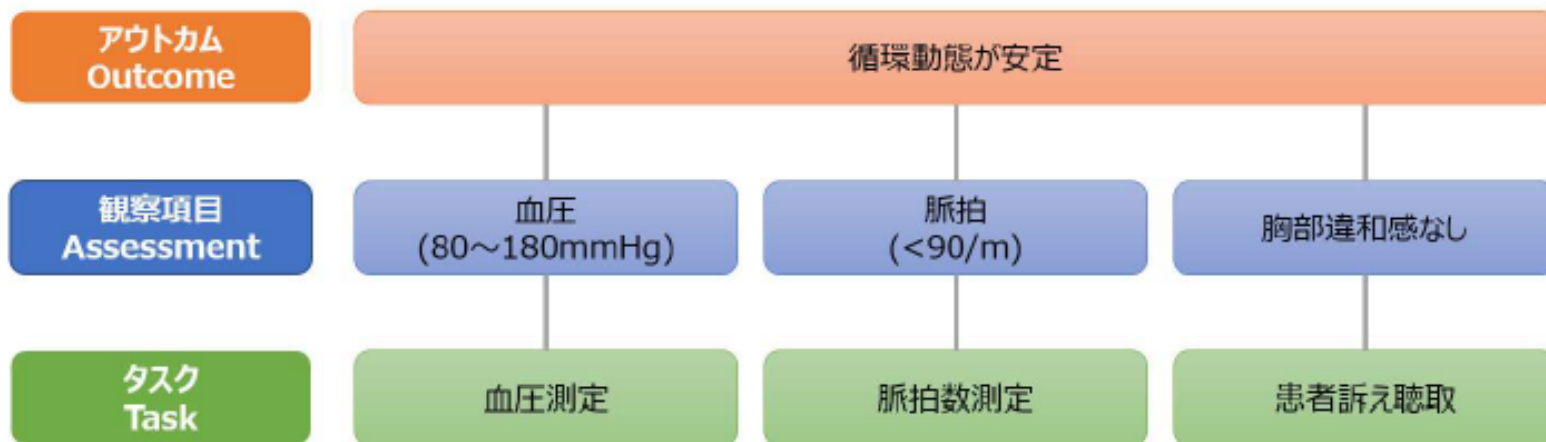 アウトカム
Outcome
循環動態が安定
観察項目
Assessment
血圧
(80～180mmHg)
脈拍
(<90/m)
胸部違和感なし
タスク
Task
血圧測定
脈拍数測定
患者訴え聴取